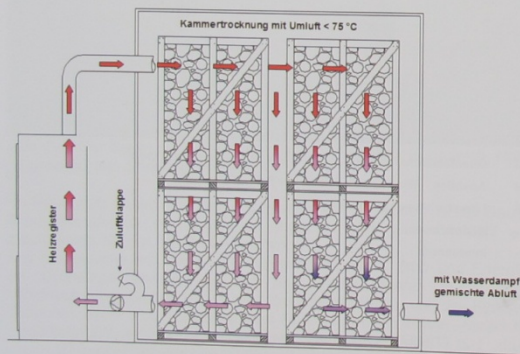 Kammertrocknung mit Umluft < 75 °C
Heizregister
Zuluftklappe
mit Wasserdampf
gemischte Abluft